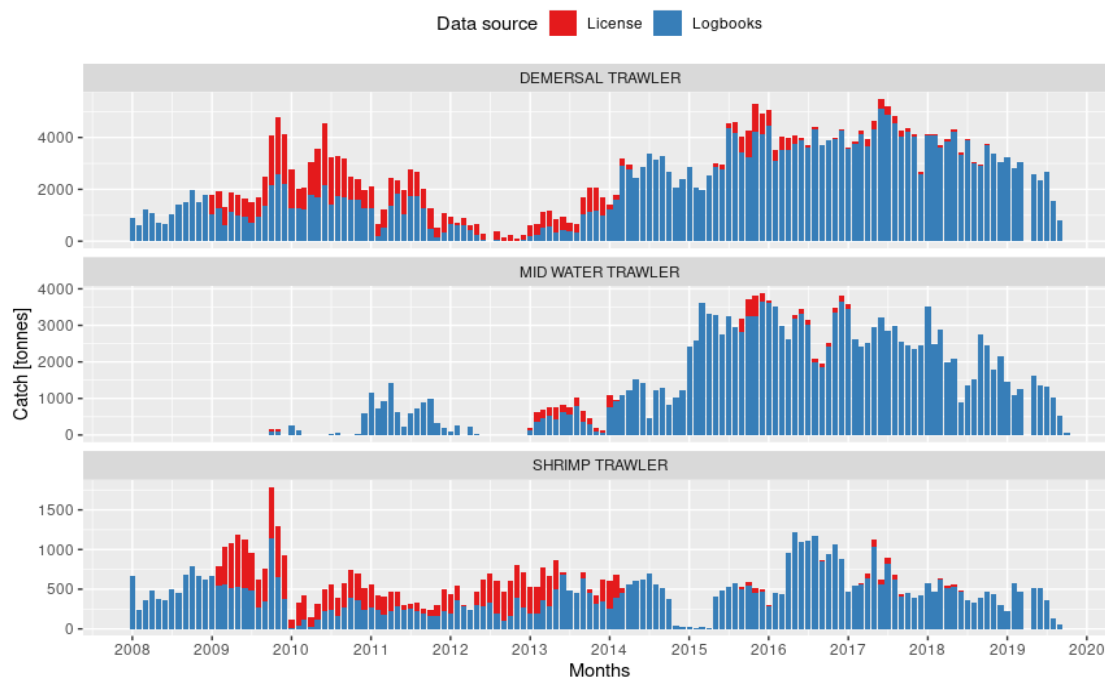 Data source License Logbooks
DEMERSAL TRAWLER
4000
2000
0
MID WATER TRAWLER
4000
3000
2000
1000
0
SHRIMP TRAWLER
1500
1000
500
0
Catch [tonnes]
2008 2009 2010 2011 2012 2013 2014 2015 2016 2017 2018 2019 2020
Months